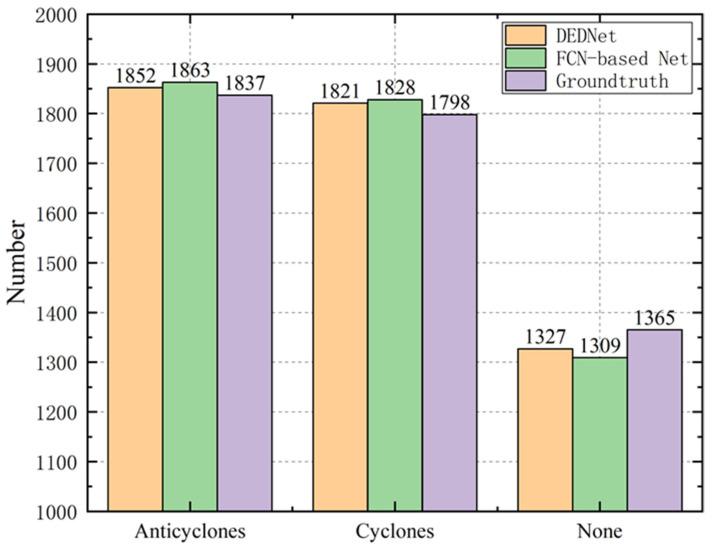 2000
1900
1800
1700
1600
1500
1400
1300
1200
1100
1000
Number
DEDNet
FCN-based Net
Groundtruth
1852
1863
1837
1821
1828
1798
1327
1309
1365
Anticyclones
Cyclones
None